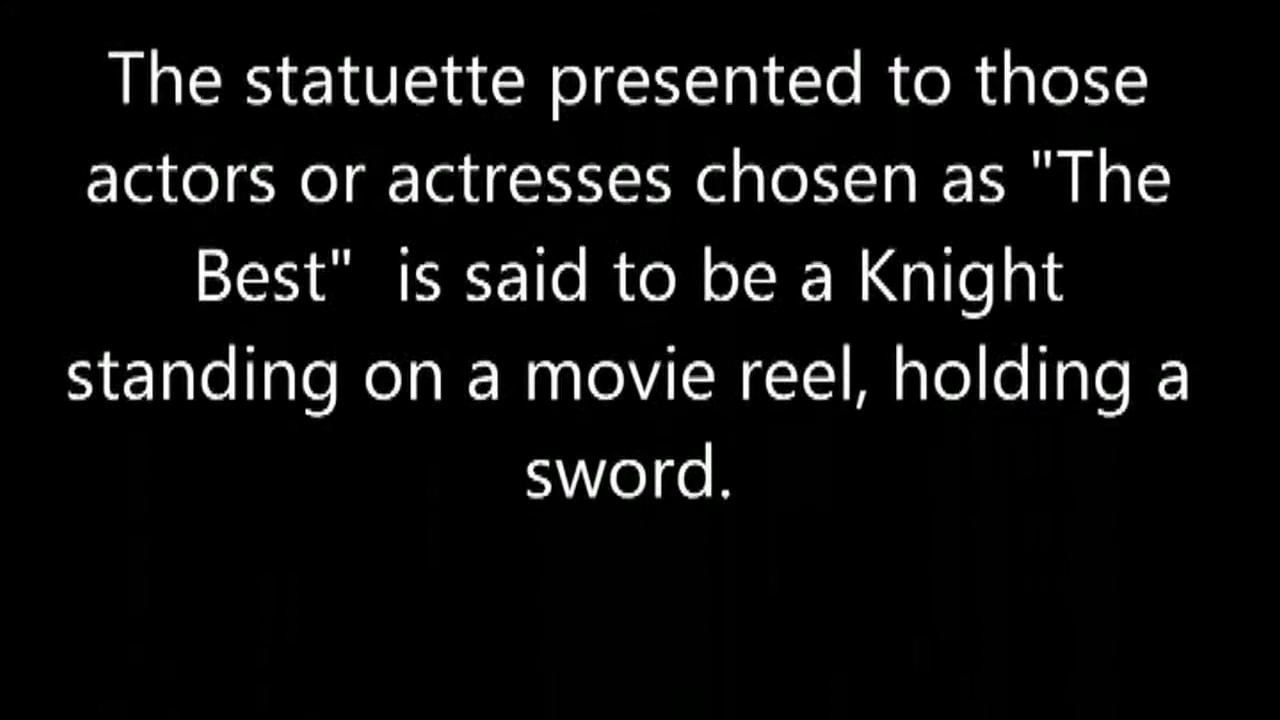 The statuette presented to those
actors or actresses chosen as "The
Best"  is said to be a Knight
standing on a movie reel, holding a
sword.